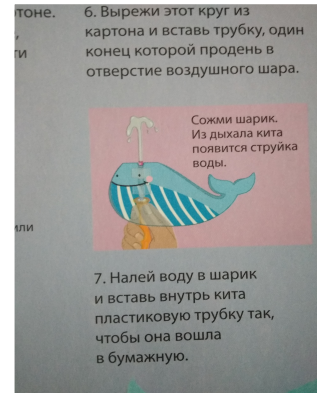 тоне.
ти
или
6. Вырежи этот круг из
картона и вставь трубку, один
конец которой продень в
отверстие воздушного шара.
Сожми шарик.
Из дыхала кита
появится струйка
воды.
7. Налей воду в шарик
и вставь внутрь кита
пластиковую трубку так,
чтобы она вошла
в бумажную.